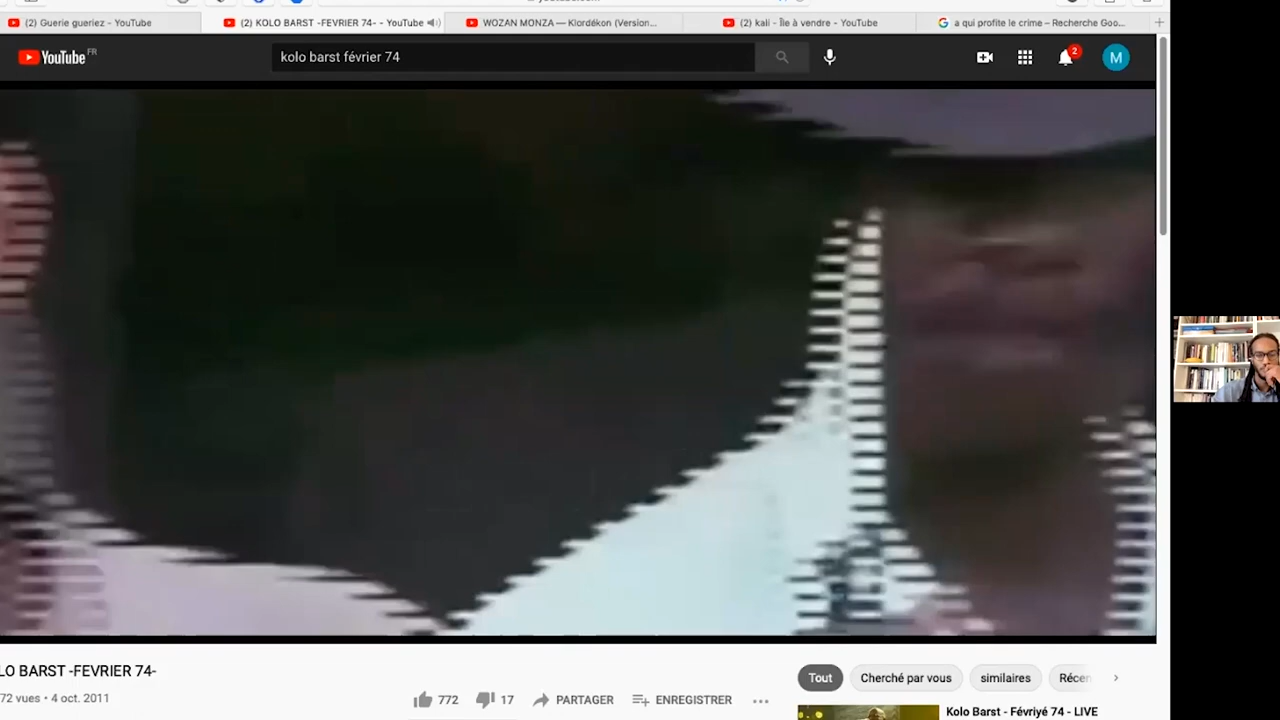 (2) Guerie gueriez - YouTube
(2) KOLO BARST -FEVRIER 74- - YouTube
WOZAN MONZA — Klordékon (Version...
(2) kali - Île à vendre - YouTube
a qui profite le crime – Recherche Goo...
YouTube FR
kolo barst février 74
2
M
LO BARST -FEVRIER 74-
72 vues • 4 oct. 2011
772
17
PARTAGER
ENREGISTRER
Tout
Cherché par vous
similaires
Récen
Kolo Barst - Févriyé 74 - LIVE